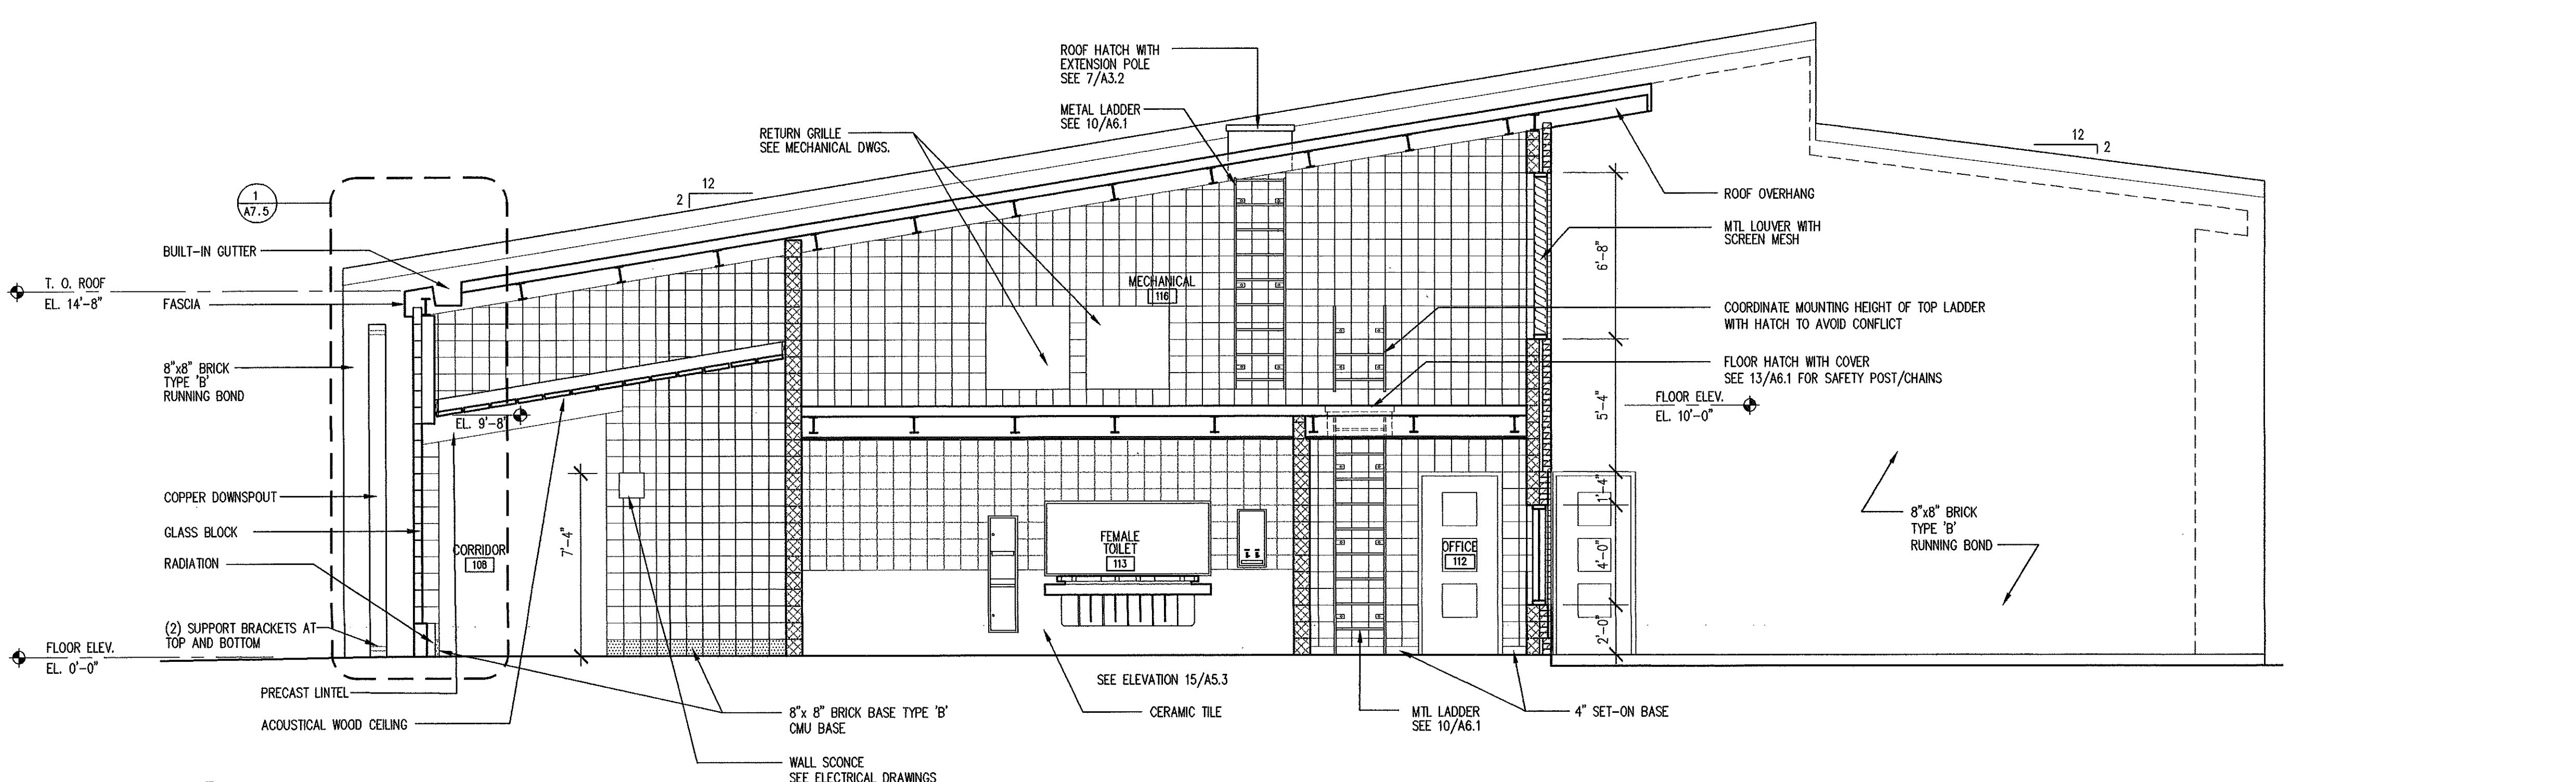 ROOF HATCH WITH
EXTENSION POLE
SEE 7/A3.2
METAL LADDER
SEE 10/A6.1
RETURN GRILLE
SEE MECHANICAL DWGS.
12
2
12
2
1
A7.5
BUILT-IN GUTTER
T. O. ROOF
EL. 14'-8"
FASCIA
8"x8" BRICK
TYPE 'B'
RUNNING BOND
COPPER DOWNSPOUT
GLASS BLOCK
RADIATION
(2) SUPPORT BRACKETS AT
TOP AND BOTTOM
FLOOR ELEV.
EL. 0'-0"
PRECAST LINTEL
ACOUSTICAL WOOD CEILING
EL. 9'-8"
CORRIDOR
108
7'-4"
MECHANICAL
116
FEMALE
TOILET
113
OFFICE
112
ROOF OVERHANG
MTL LOUVER WITH
SCREEN MESH
6'-8"
COORDINATE MOUNTING HEIGHT OF TOP LADDER
WITH HATCH TO AVOID CONFLICT
FLOOR HATCH WITH COVER
SEE 13/A6.1 FOR SAFETY POST/CHAINS
5'-4"
FLOOR ELEV.
EL. 10'-0"
1'-4"
4'-0"
2'-0"
8"x8" BRICK
TYPE 'B'
RUNNING BOND
SEE ELEVATION 15/A5.3
8"x 8" BRICK BASE TYPE 'B'
CMU BASE
CERAMIC TILE
MTL LADDER
SEE 10/A6.1
4" SET-ON BASE
WALL SCONCE
SEE ELECTRICAL DRAWINGS